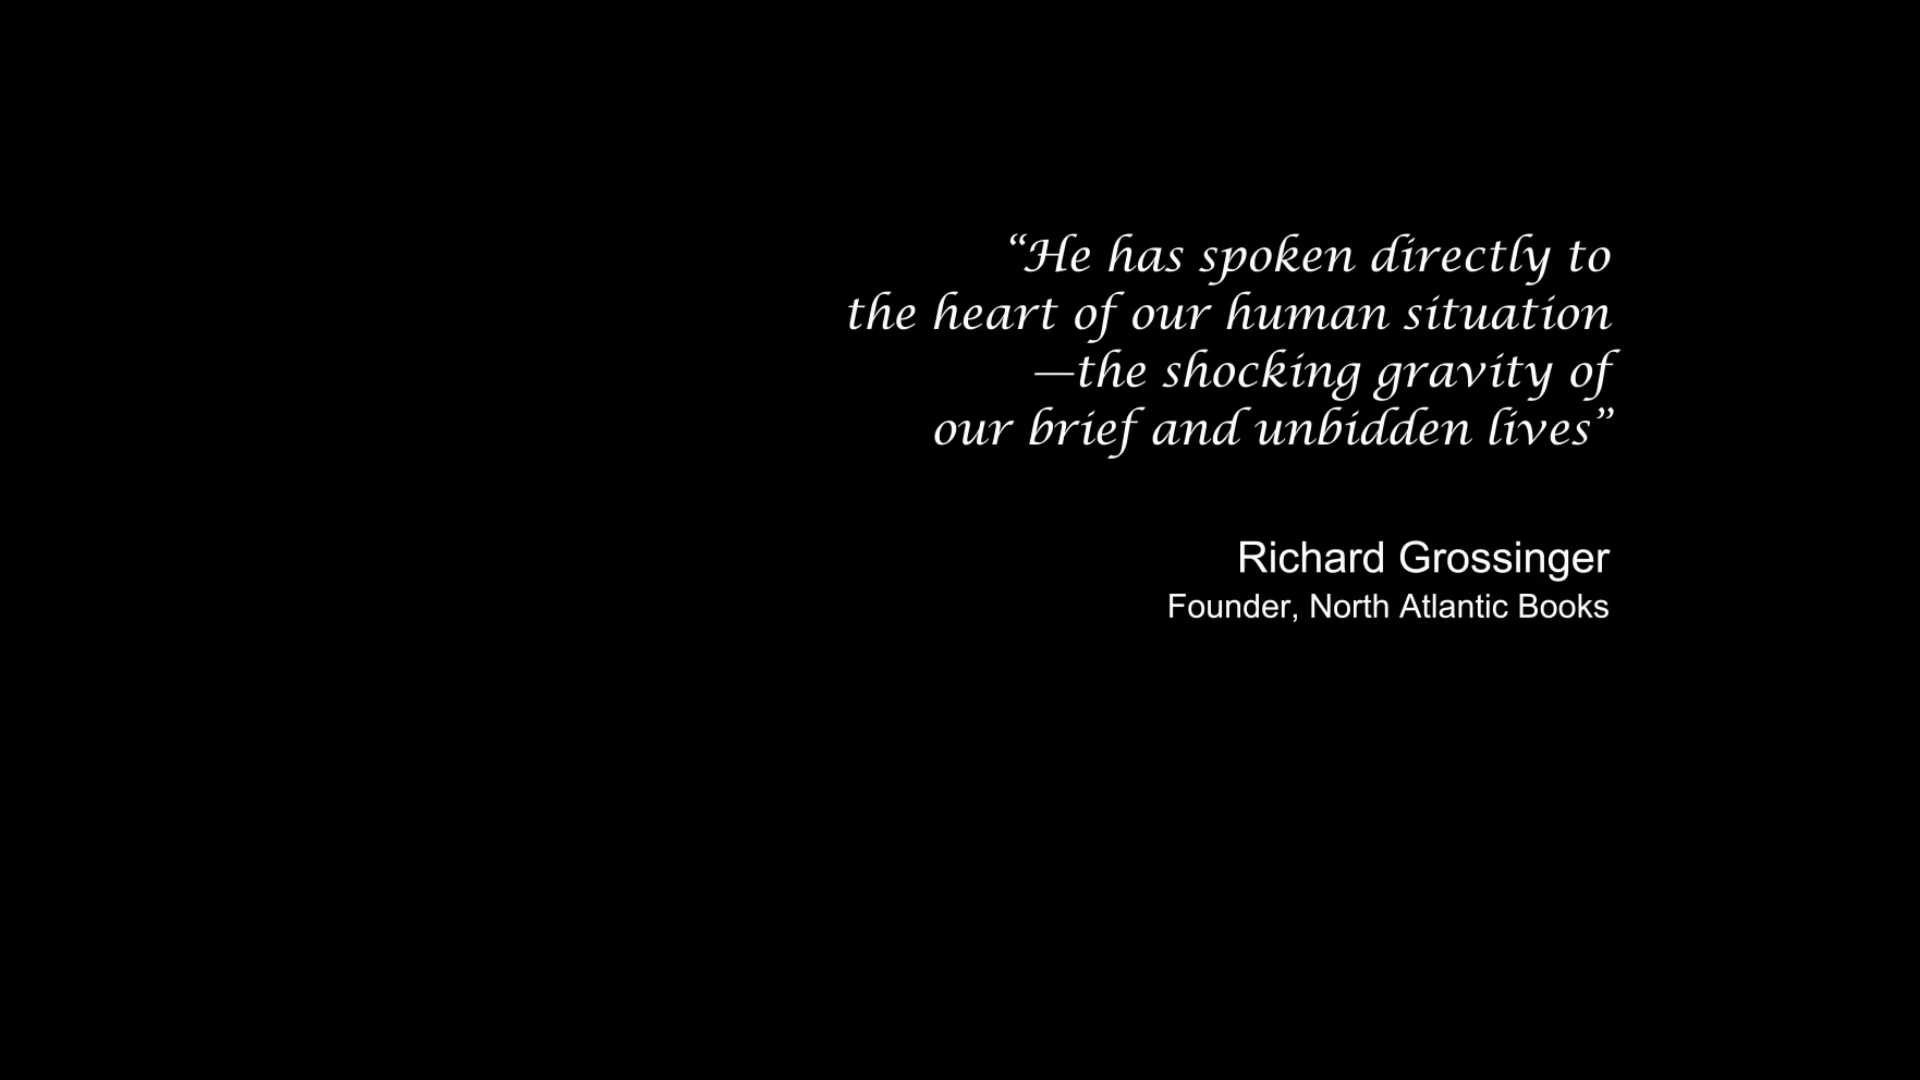 “He has spoken directly to
the heart of our human situation
—the shocking gravity of
our brief and unbidden lives”
Richard Grossinger
Founder, North Atlantic Books